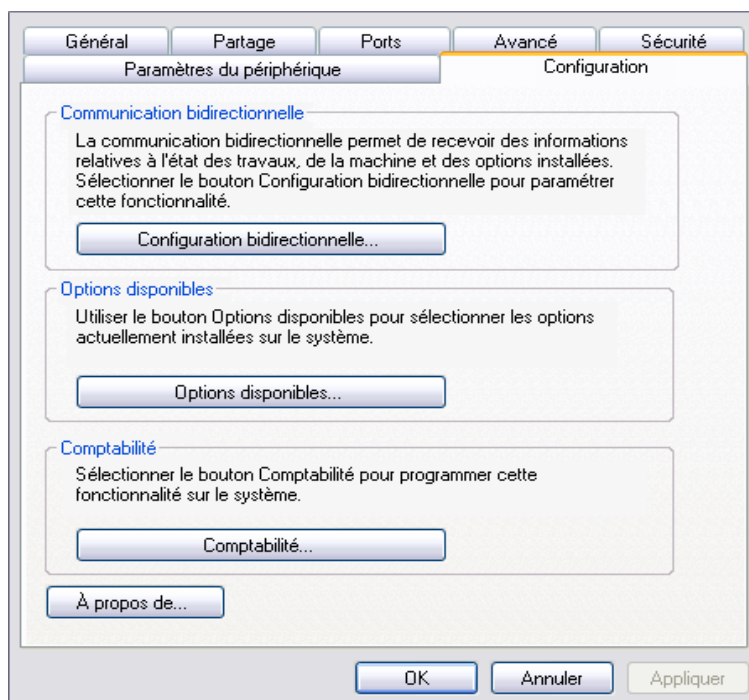 Général Partage Ports Avancé Sécurité
Paramètres du périphérique Configuration
Communication bidirectionnelle
La communication bidirectionnelle permet de recevoir des informations
relatives à l'état des travaux, de la machine et des options installées.
Sélectionner le bouton Configuration bidirectionnelle pour paramétrer
cette fonctionnalité.
Configuration bidirectionnelle...
Options disponibles
Utiliser le bouton Options disponibles pour sélectionner les options
actuellement installées sur le système.
Options disponibles...
Comptabilité
Sélectionner le bouton Comptabilité pour programmer cette
fonctionnalité sur le système.
Comptabilité...
À propos de...
OK Annuler Appliquer